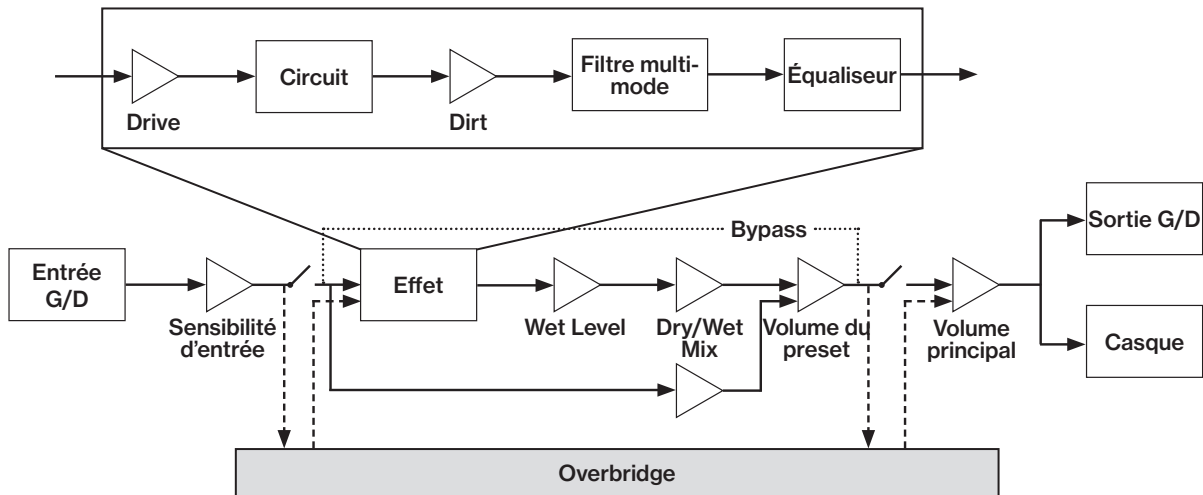 Drive
Circuit
Dirt
Filtre multi-
mode
Équaliseur
Bypass
Entrée
G/D
Sensibilité
d'entrée
Effet
Wet Level
Dry/Wet
Mix
Volume du
preset
Volume
principal
Sortie G/D
Casque
Overbridge